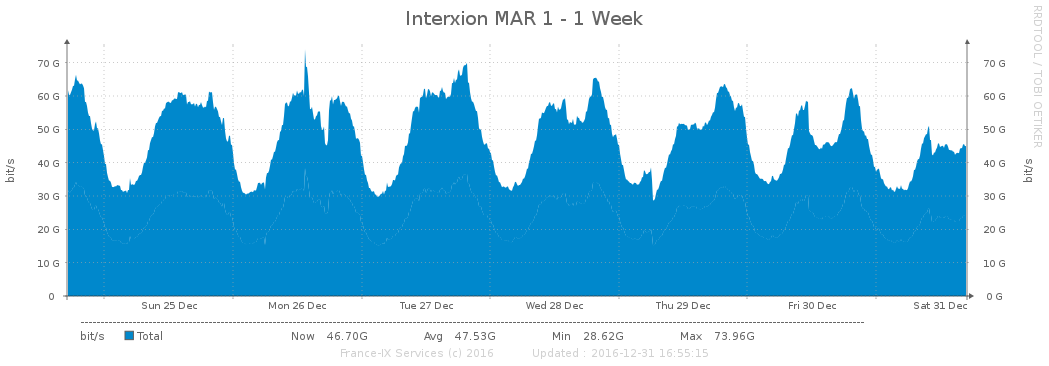 Interxion MAR 1 - 1 Week
RRDTOOL / TOBI OETIKER
bit/s
bit/s
70 G 70 G
60 G 60 G
50 G 50 G
40 G 40 G
30 G 30 G
20 G 20 G
10 G 10 G
0 0 G
Sun 25 Dec Mon 26 Dec Tue 27 Dec Wed 28 Dec Thu 29 Dec Fri 30 Dec Sat 31 Dec
bit/s Total Now 46.70G Avg 47.53G Min 28.62G Max 73.96G
France-IX Services (c) 2016 Updated : 2016-12-31 16:55:15